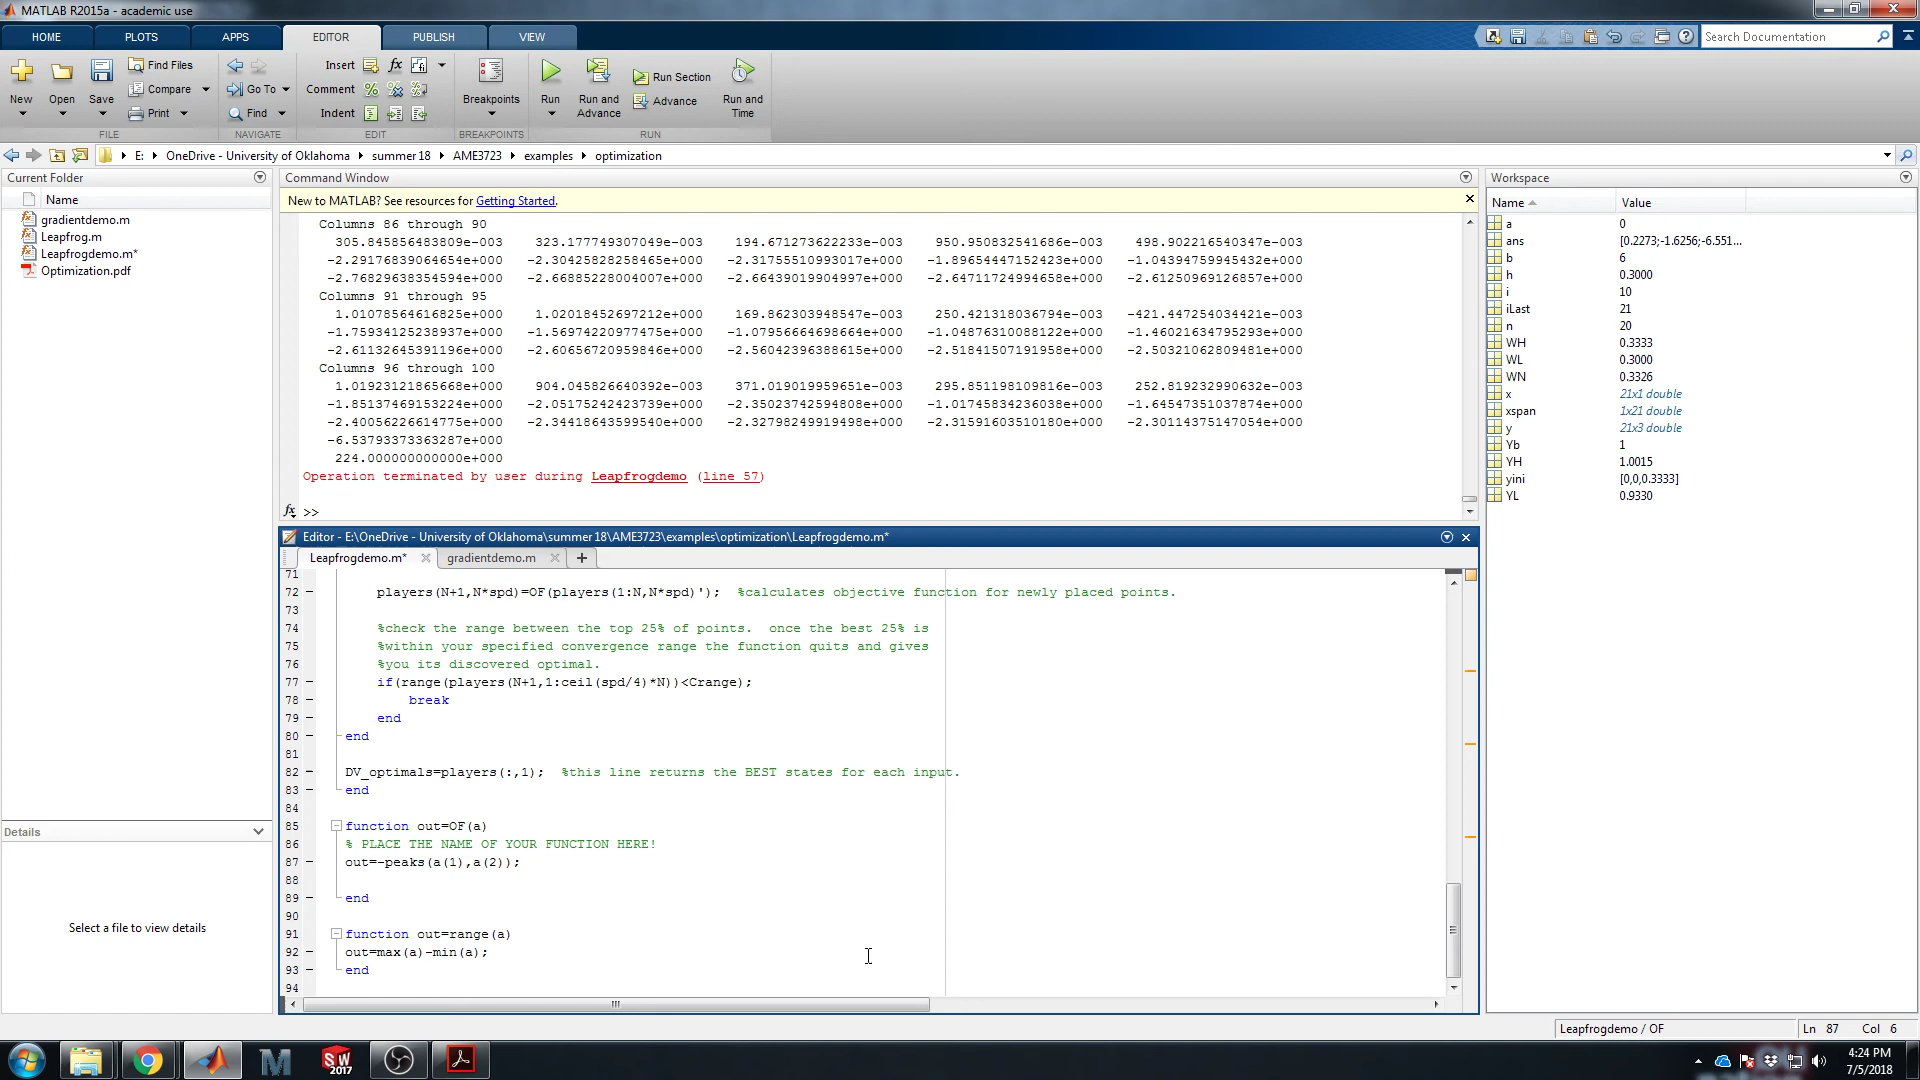 MATLAB R2015a - academic use
HOME PLOTS APPS EDITOR PUBLISH VIEW
Search Documentation
New Open Save
Find Files
Compare
Print
FILE
Go To
Find
NAVIGATE
Insert fx
Comment
Indent
EDIT
Breakpoints
BREAKPOINTS
Run
Run and Advance
Run Section
Advance
Run and Time
RUN
E: OneDrive - University of Oklahoma summer18 AME3723 examples optimization
Current Folder
Name
gradientdemo.m
Leapfrog.m
Leapfrogdemo.m*
Optimization.pdf
Details
Select a file to view details
Command Window
New to MATLAB? See resources for Getting Started.
Columns 86 through 90
305.845856483809e-003 323.177749307049e-003 194.671273622233e-003 950.950832541686e-003 498.902216540347e-003
-2.29176839064654e+000 -2.30425828258465e+000 -2.31755510993017e+000 -1.89654447152423e+000 -1.04394759945432e+000
-2.76829638354594e+000 -2.66885228004007e+000 -2.66439019904997e+000 -2.64711724994658e+000 -2.61250969126857e+000
Columns 91 through 95
1.01078564616825e+000 1.02018452697212e+000 169.862303948547e-003 250.421318036794e-003 -421.447254034421e-003
-1.75934125238937e+000 -1.56974220977475e+000 -1.07956664698664e+000 -1.04876310088122e+000 -1.46021634795293e+000
-2.61132645391196e+000 -2.60656720959846e+000 -2.56042396388615e+000 -2.51841507191958e+000 -2.50321062809481e+000
Columns 96 through 100
1.01923121865668e+000 904.045826640392e-003 371.019019959651e-003 295.851198109816e-003 252.819232990632e-003
-1.85137469153224e+000 -2.05175242423739e+000 -2.35023742594808e+000 -1.01745834236038e+000 -1.64547351037874e+000
-2.40056226614775e+000 -2.34418643599540e+000 -2.32798249919498e+000 -2.31591603510180e+000 -2.30114375147054e+000
-6.53793373363287e+000
224.000000000000e+000
Operation terminated by user during Leapfrogdemo (line 57)
fx >>
Editor - E:\OneDrive - University of Oklahoma\summer18\AME3723\examples\optimization\Leapfrogdemo.m*
Leapfrogdemo.m* gradientdemo.m
71
72 players(N+1,N*spd)=OF(players(1:N,N*spd)'); %calculates objective function for newly placed points.
73
74 %check the range between the top 25% of points. once the best 25% is
75 %within your specified convergence range the function quits and gives
76 %you its discovered optimal.
77 if(range(players(N+1,1:ceil(spd/4)*N))<Crange);
78 break
79 end
80 end
81
82 DV_optimals=players(:,1); %this line returns the BEST states for each input.
83 end
84
85 function out=OF(a)
86 % PLACE THE NAME OF YOUR FUNCTION HERE!
87 out=-peaks(a(1),a(2));
88
89 end
90
91 function out=range(a)
92 out=max(a)-min(a);
93 end
94
Workspace
Name Value
a 0
ans [0.2273;-1.6256;-6.551...
b 6
h 0.3000
i 10
iLast 21
n 20
WH 0.3333
WL 0.3000
WN 0.3326
x 21x1 double
xspan 1x21 double
y 21x3 double
Yb 1
YH 1.0015
yini [0,0,0.3333]
YL 0.9330
Leapfrogdemo / OF Ln 87 Col 6
SW 2017
4:24 PM
7/5/2018